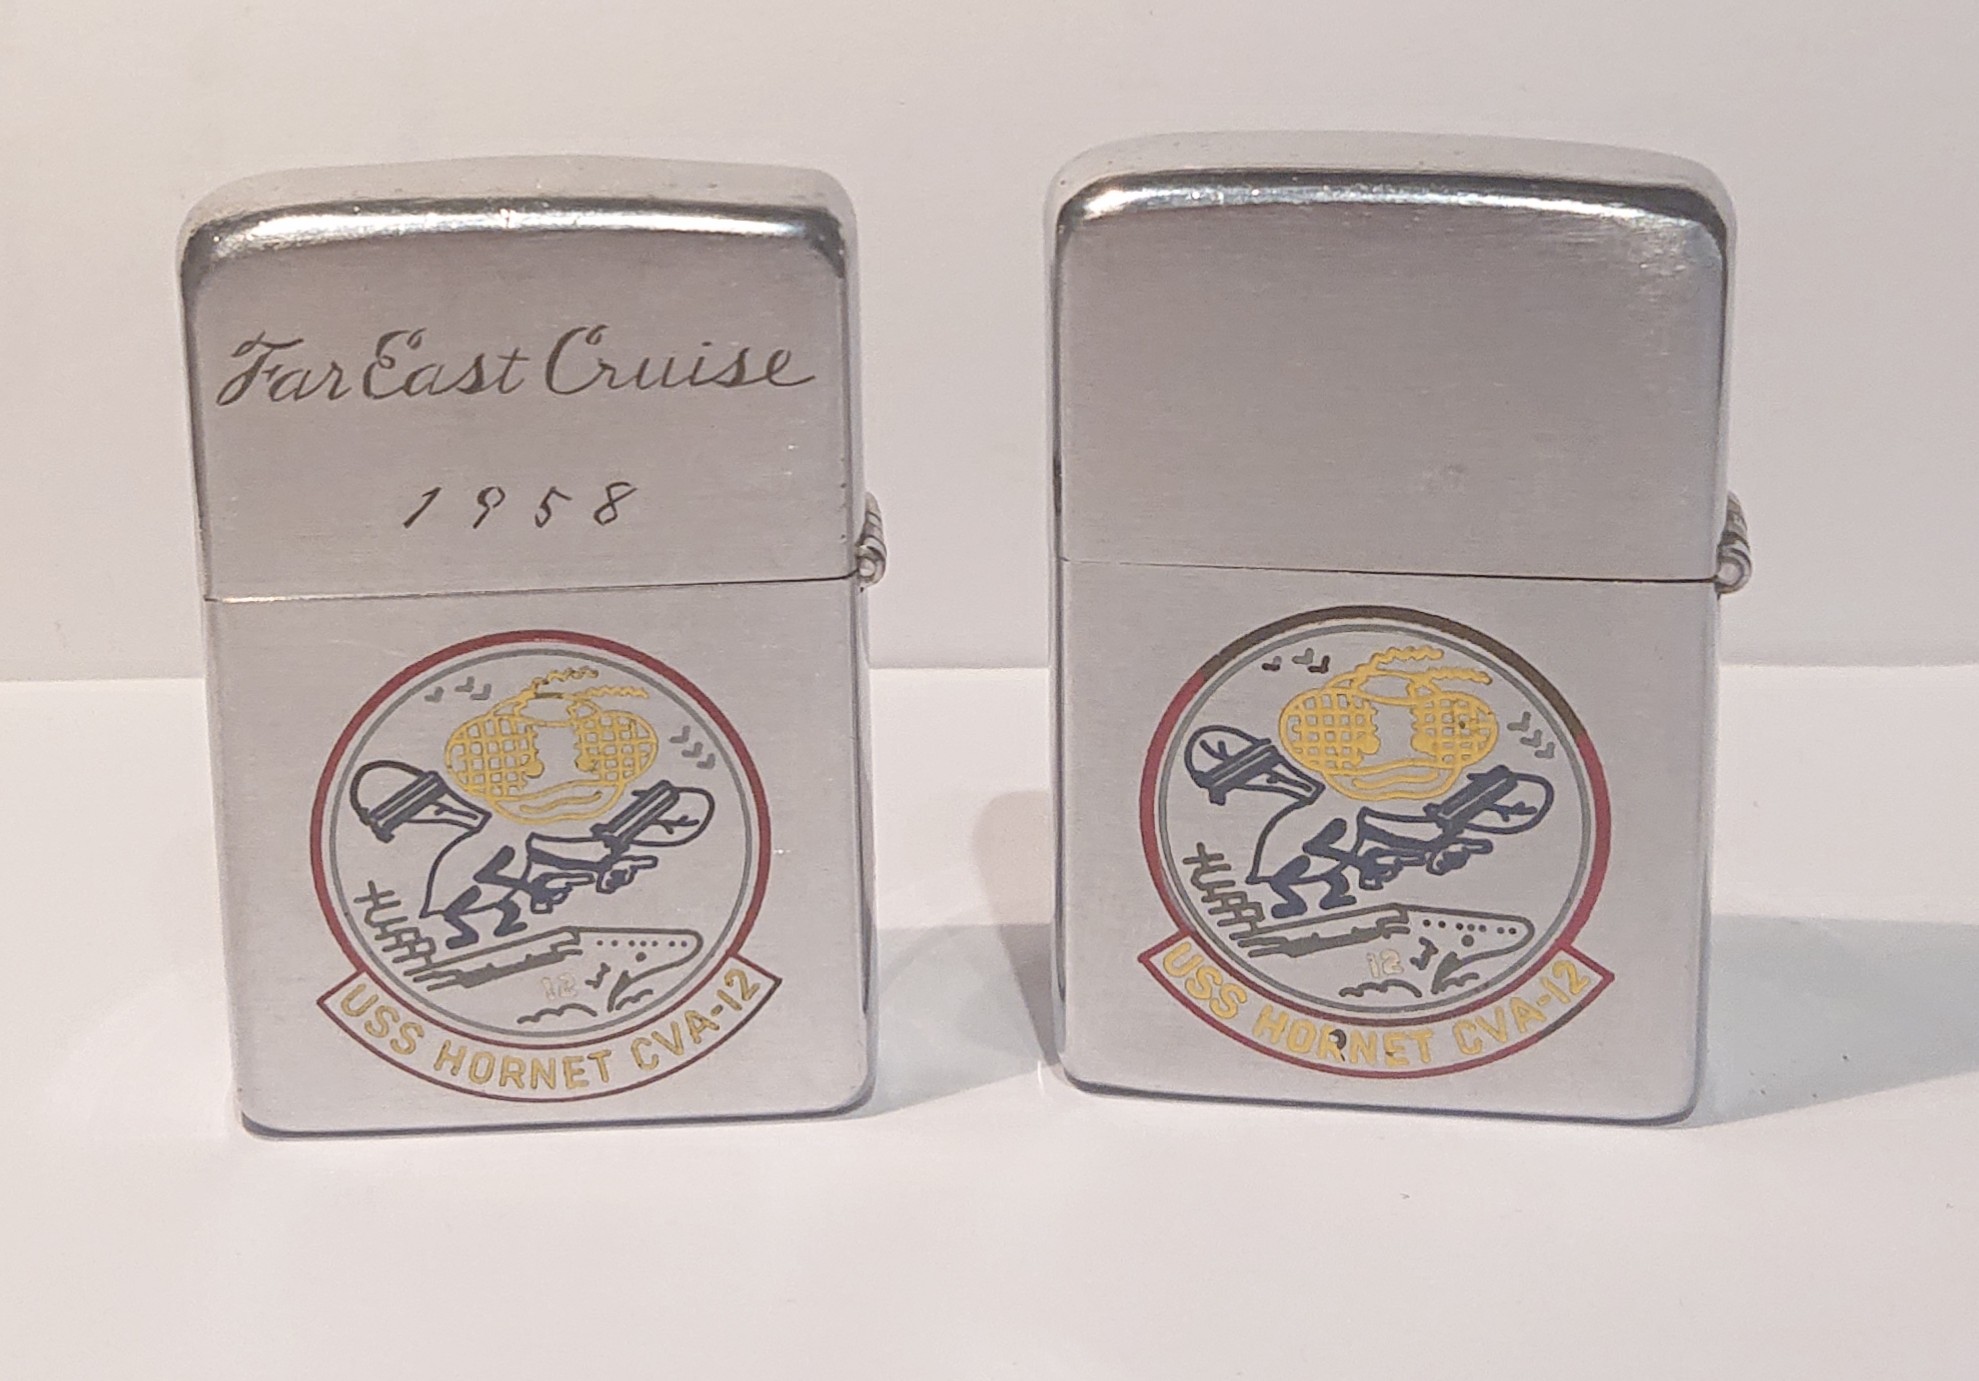 Far East Cruise
1958
12
USS HORNET CVA-12
12
USS HORNET CVA-12